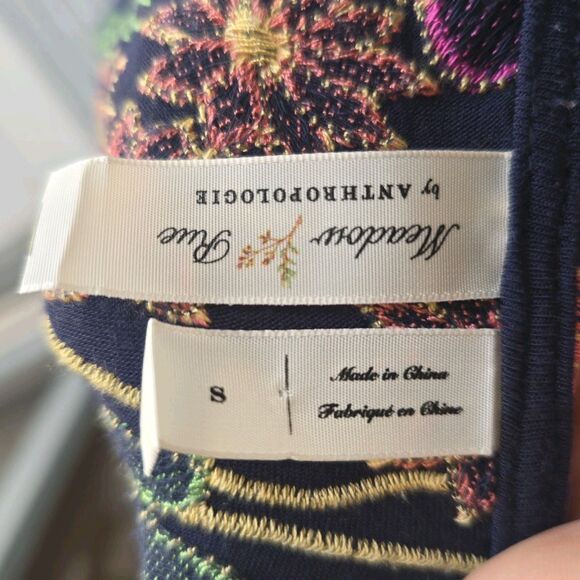 Meadow Rue
by ANTHROPOLOGIE
S
Made in China
Fabriqué en Chine